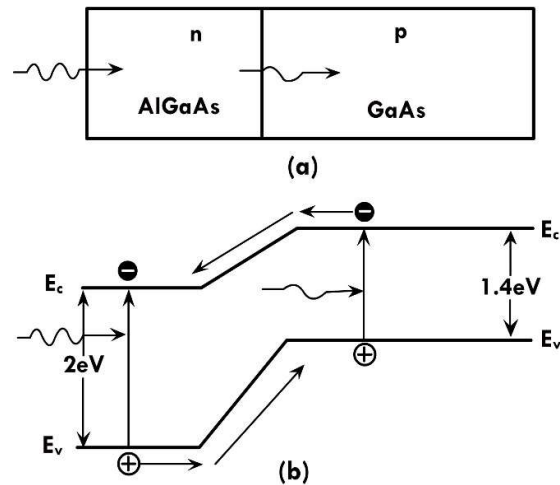 n p
AlGaAs GaAs
(a)
Ec
Ec 1.4eV
2eV
Ev
Ev
(b)